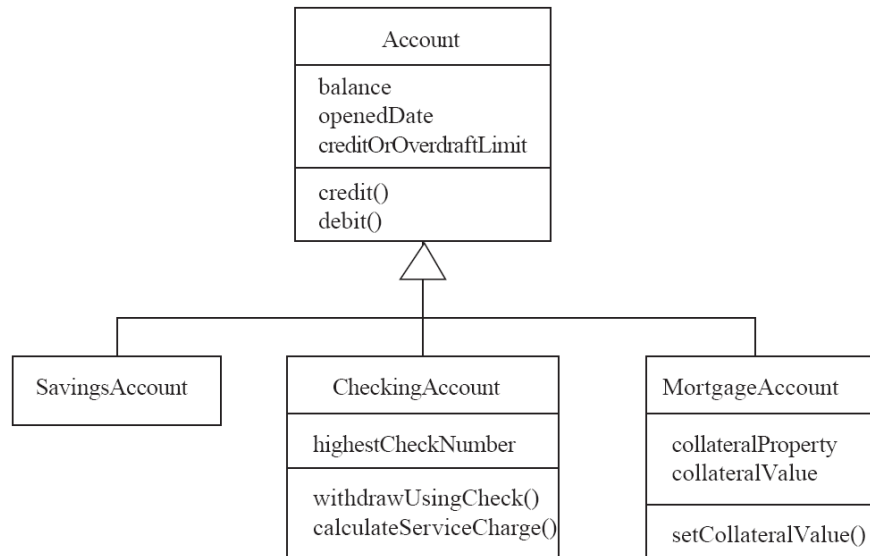 Account
balance
openedDate
creditOrOverdraftLimit
credit()
debit()
SavingsAccount
CheckingAccount
highestCheckNumber
withdrawUsingCheck()
calculateServiceCharge()
MortgageAccount
collateralProperty
collateralValue
setCollateralValue()